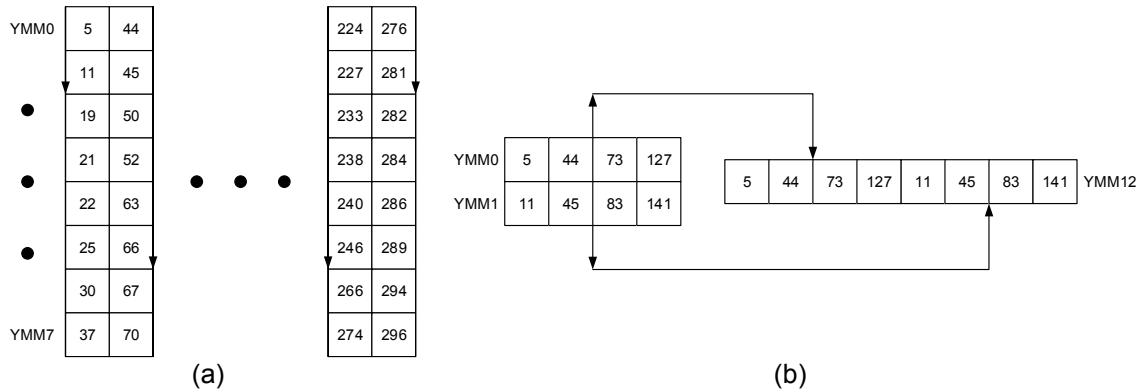 YMM0 5 44 224 276
11 45 227 281
19 50 233 282
21 52 238 284
22 63 240 286
25 66 246 289
30 67 266 294
YMM7 37 70 274 296
(a)
YMM0 5 44 73 127
YMM1 11 45 83 141
5 44 73 127 11 45 83 141 YMM12
(b)